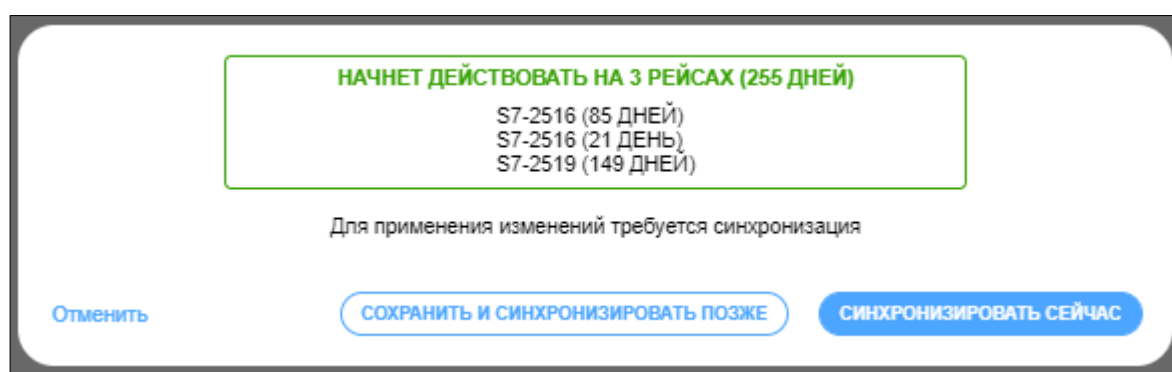 НАЧНЕТ ДЕЙСТВОВАТЬ НА 3 РЕЙСАХ (255 ДНЕЙ)
S7-2516 (85 ДНЕЙ)
S7-2516 (21 ДЕНЬ)
S7-2519 (149 ДНЕЙ)
Для применения изменений требуется синхронизация
Отменить
СОХРАНИТЬ И СИНХРОНИЗИРОВАТЬ ПОЗЖЕ
СИНХРОНИЗИРОВАТЬ СЕЙЧАС